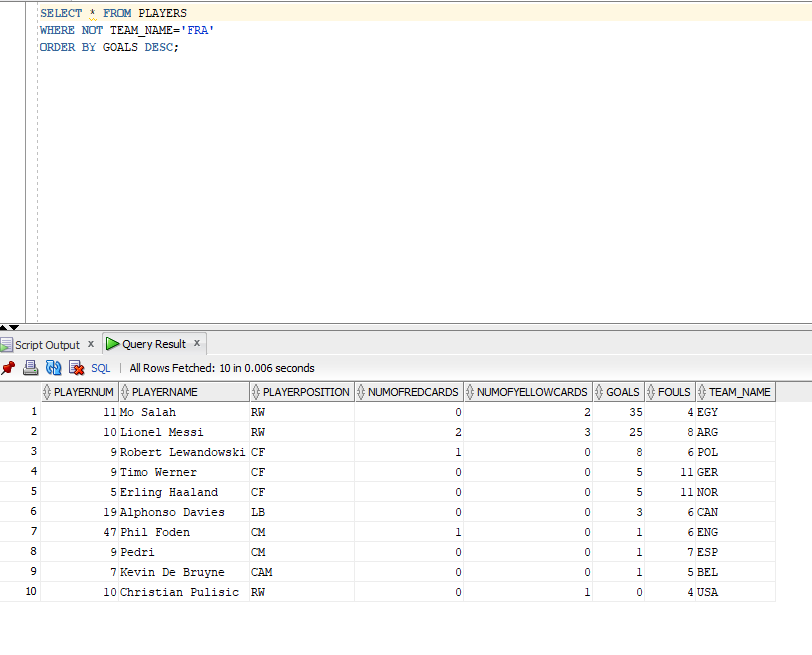 SELECT * FROM PLAYERS
WHERE NOT TEAM_NAME='FRA'
ORDER BY GOALS DESC;
Script Output x Query Result x
SQL | All Rows Fetched: 10 in 0.006 seconds
PLAYERNUM PLAYERNAME PLAYERPOSITION NUMOFREDCARDS NUMOFYELLOWCARDS GOALS FOULS TEAM_NAME
1 11 Mo Salah RW 0 2 35 4 EGY
2 10 Lionel Messi RW 2 3 25 8 ARG
3 9 Robert Lewandowski CF 1 0 8 6 POL
4 9 Timo Werner CF 0 0 5 11 GER
5 5 Erling Haaland CF 0 0 5 11 NOR
6 19 Alphonso Davies LB 0 0 3 6 CAN
7 47 Phil Foden CM 1 0 1 6 ENG
8 9 Pedri CM 0 0 1 7 ESP
9 7 Kevin De Bruyne CAM 0 0 1 5 BEL
10 10 Christian Pulisic RW 0 1 0 4 USA